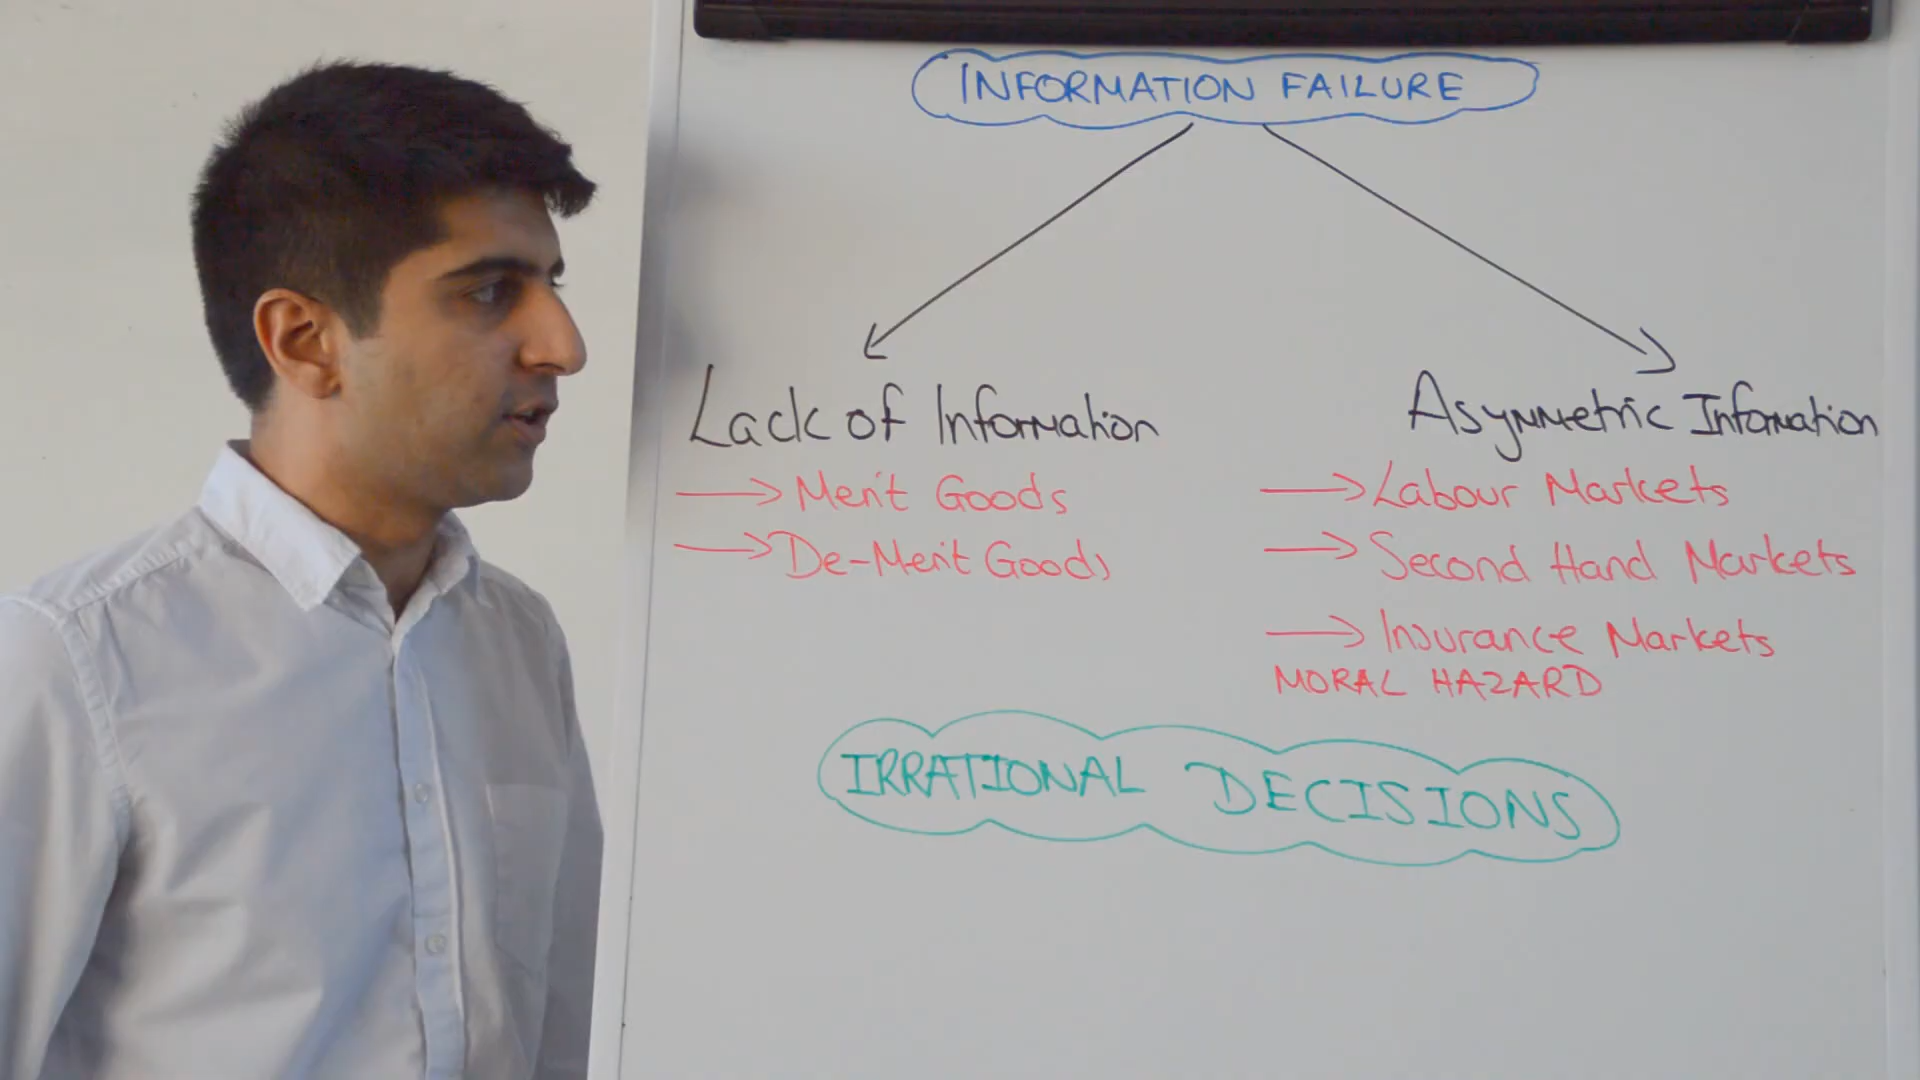 INFORMATION FAILURE
Lack of Information
→ Merit Goods
→ De-Merit Goods
Asymmetric Information
→ Labour Markets
→ Second Hand Markets
→ Insurance Markets
MORAL HAZARD
IRRATIONAL DECISIONS